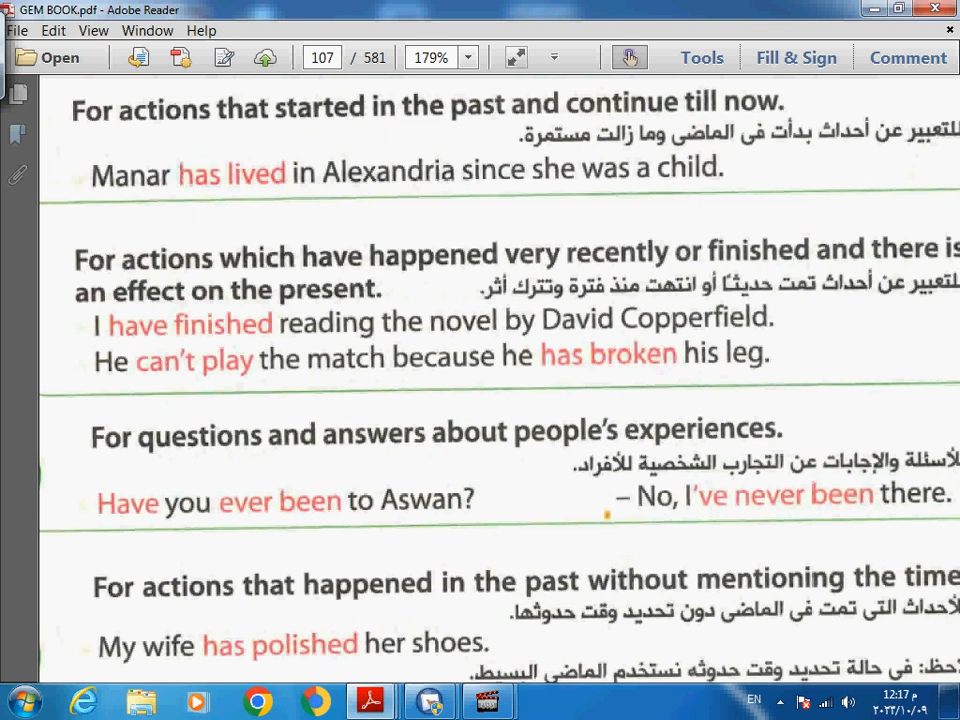 GEM BOOK.pdf - Adobe Reader
File Edit View Window Help
Open 107 / 581 179% Tools Fill & Sign Comment
For actions that started in the past and continue till now.
للتعبير عن أحداث بدأت فى الماضى وما زالت مستمرة.
Manar has lived in Alexandria since she was a child.
For actions which have happened very recently or finished and there is
an effect on the present.
للتعبير عن أحداث تمت حديثًا أو انتهت منذ فترة وتترك أثر.
I have finished reading the novel by David Copperfield.
He can't play the match because he has broken his leg.
For questions and answers about people's experiences.
للأسئلة والإجابات عن التجارب الشخصية للأفراد.
Have you ever been to Aswan? – No, I've never been there.
For actions that happened in the past without mentioning the time
الأحداث التى تمت فى الماضى دون تحديد وقت حدوثها.
My wife has polished her shoes.
لاحظ: فى حالة تحديد وقت حدوثه نستخدم الماضى البسيط.
EN 12:17 م
٢٠٢٣/١٠/٠٩